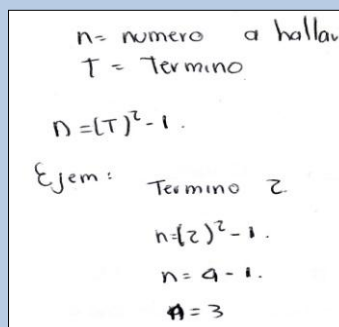 n= numero a hallar
T = Termino
n =(T)² - 1.
Ejem: Termino 2
n=(2)² - 1.
n = 4 - 1.
n = 3